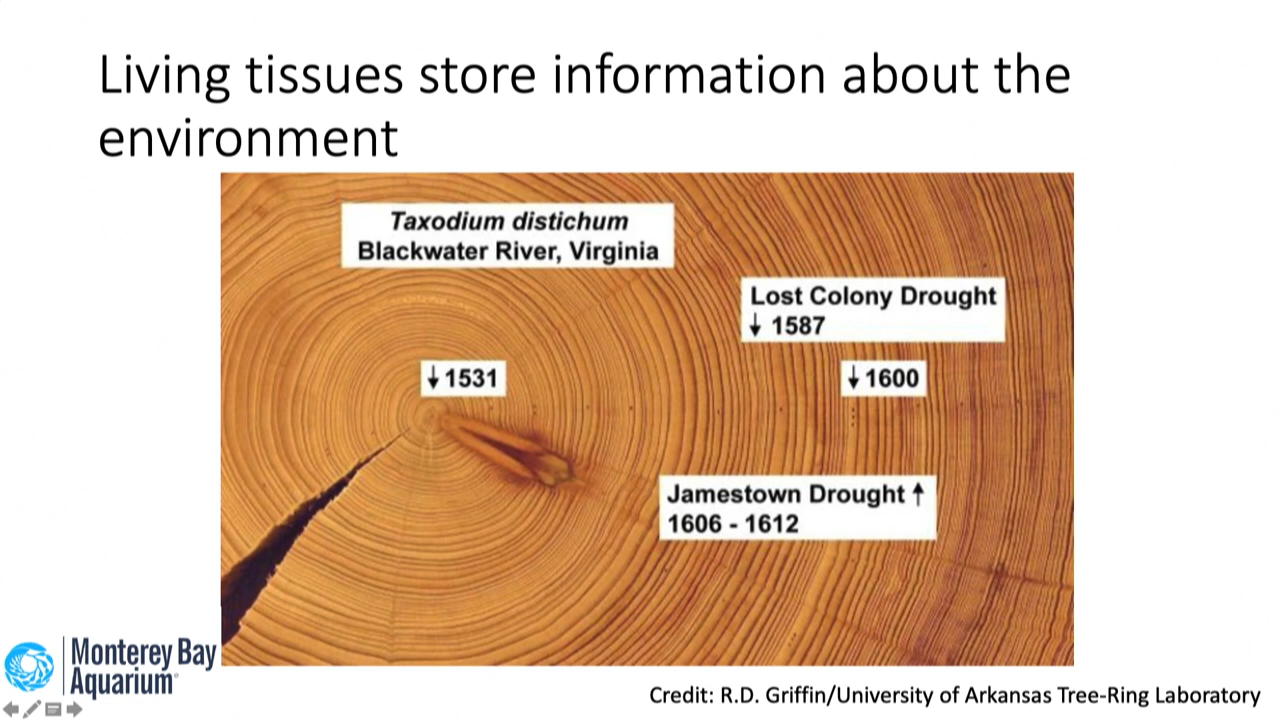 Living tissues store information about the
environment
Taxodium distichum
Blackwater River, Virginia
Lost Colony Drought
↓ 1587
↓ 1531
↓ 1600
Jamestown Drought ↑
1606 - 1612
Monterey Bay
Aquarium
Credit: R.D. Griffin/University of Arkansas Tree-Ring Laboratory